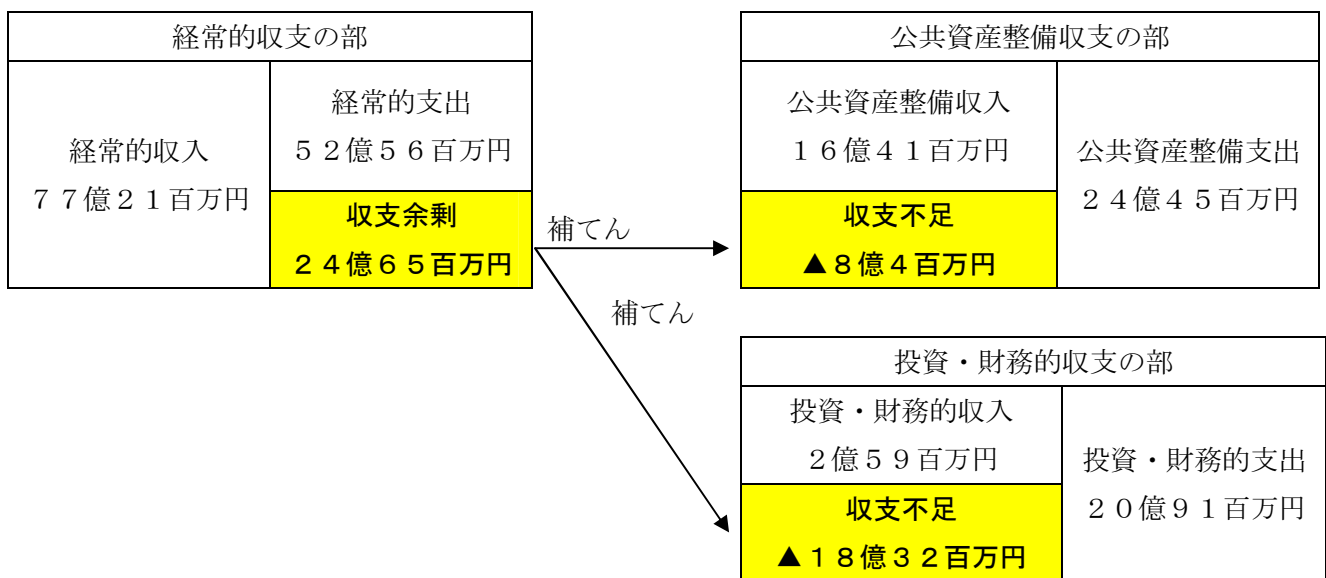 経常的収支の部
経常的収入
７７億２１百万円
経常的支出
５２億５６百万円
収支余剰
２４億６５百万円
補てん
補てん
公共資産整備収支の部
公共資産整備収入
１６億４１百万円
収支不足
▲８億４百万円
公共資産整備支出
２４億４５百万円
投資・財務的収支の部
投資・財務的収入
２億５９百万円
収支不足
▲１８億３２百万円
投資・財務的支出
２０億９１百万円